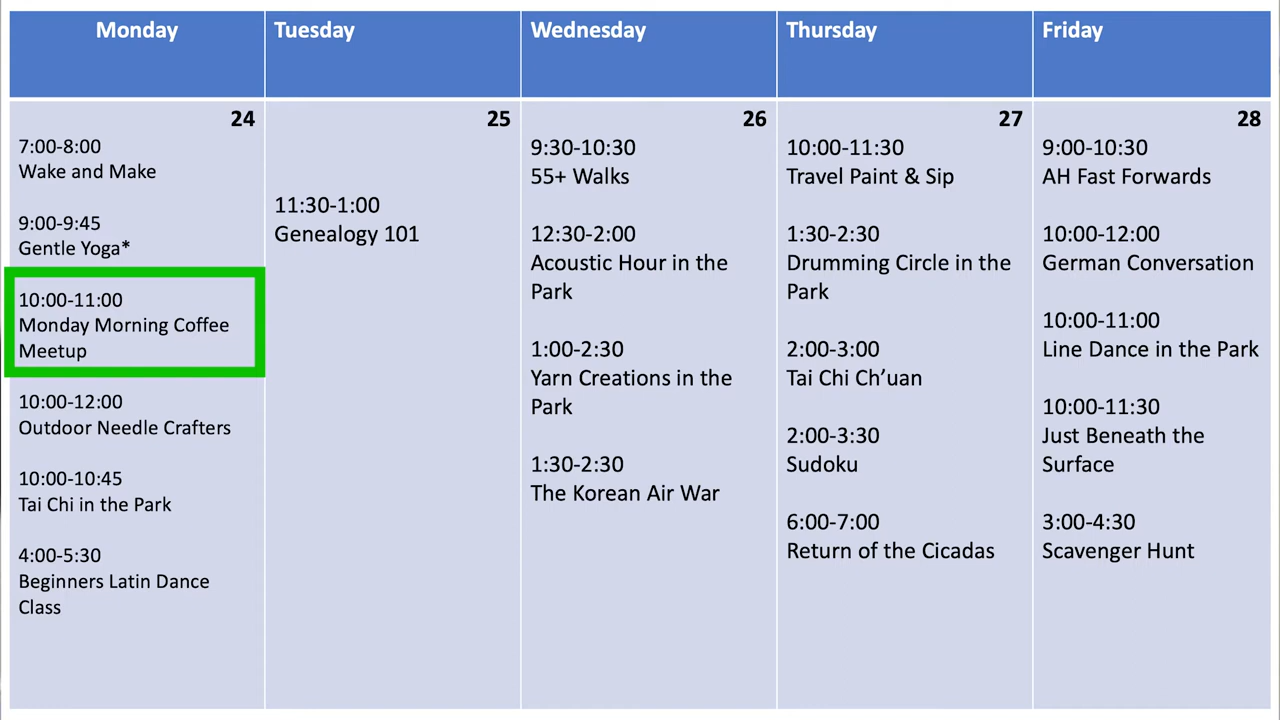 Monday
Tuesday
Wednesday
Thursday
Friday
24
7:00-8:00
Wake and Make
9:00-9:45
Gentle Yoga*
10:00-11:00
Monday Morning Coffee
Meetup
10:00-12:00
Outdoor Needle Crafters
10:00-10:45
Tai Chi in the Park
4:00-5:30
Beginners Latin Dance
Class
25
11:30-1:00
Genealogy 101
26
9:30-10:30
55+ Walks
12:30-2:00
Acoustic Hour in the
Park
1:00-2:30
Yarn Creations in the
Park
1:30-2:30
The Korean Air War
27
10:00-11:30
Travel Paint & Sip
1:30-2:30
Drumming Circle in the
Park
2:00-3:00
Tai Chi Ch’uan
2:00-3:30
Sudoku
6:00-7:00
Return of the Cicadas
28
9:00-10:30
AH Fast Forwards
10:00-12:00
German Conversation
10:00-11:00
Line Dance in the Park
10:00-11:30
Just Beneath the
Surface
3:00-4:30
Scavenger Hunt